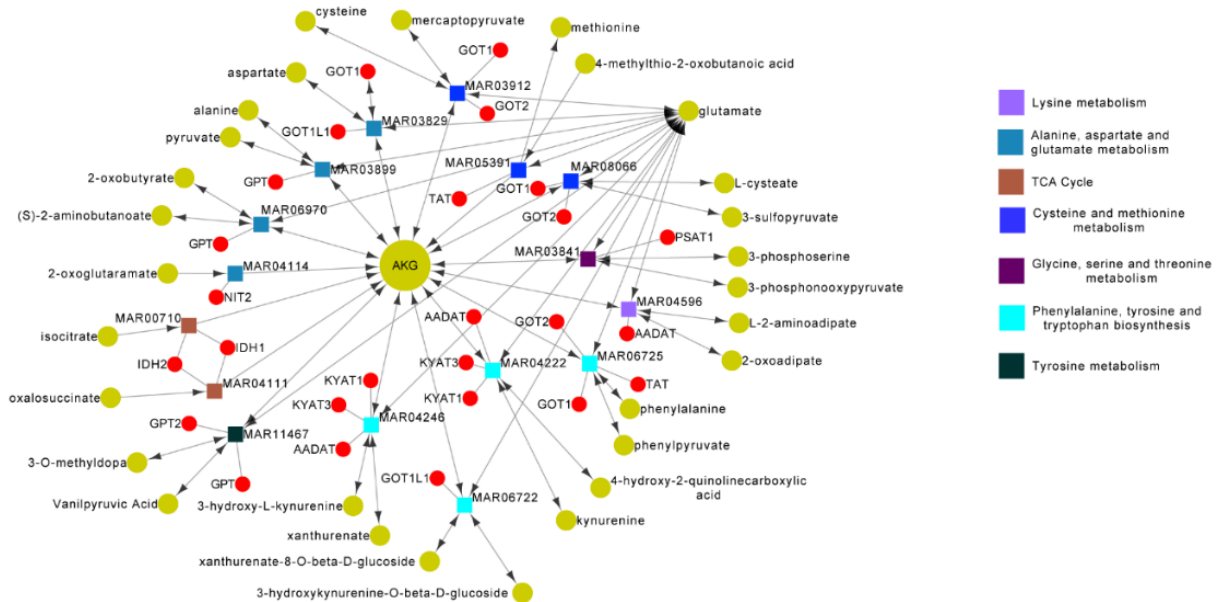 cysteine
mercaptopyruvate
methionine
GOT1
4-methylthio-2-oxobutanoic acid
aspartate
GOT1
MAR03912
GOT2
glutamate
alanine
GOT1L1
MAR03829
pyruvate
MAR03899
MAR05391
MAR08066
2-oxobutyrate
GPT
TAT
GOT1
L-cysteate
(S)-2-aminobutanoate
MAR06970
GOT2
3-sulfopyruvate
GPT
PSAT1
MAR03841
3-phosphoserine
2-oxoglutaramate
MAR04114
AKG
3-phosphonooxypyruvate
NIT2
MAR04596
MAR00710
AADAT
GOT2
L-2-aminoadipate
isocitrate
IDH1
AADAT
IDH2
KYAT3
MAR04222
MAR06725
2-oxoadipate
MAR04111
KYAT1
TAT
oxalosuccinate
KYAT3
KYAT1
GOT1
phenylalanine
GPT2
MAR04246
MAR11467
AADAT
phenylpyruvate
3-O-methyldopa
GOT1L1
4-hydroxy-2-quinolinecarboxylic
acid
GPT
Vanilpyruvic Acid
3-hydroxy-L-kynurenine
MAR06722
kynurenine
xanthurenate
xanthurenate-8-O-beta-D-glucoside
3-hydroxykynurenine-O-beta-D-glucoside
Lysine metabolism
Alanine, aspartate and
glutamate metabolism
TCA Cycle
Cysteine and methionine
metabolism
Glycine, serine and threonine
metabolism
Phenylalanine, tyrosine and
tryptophan biosynthesis
Tyrosine metabolism